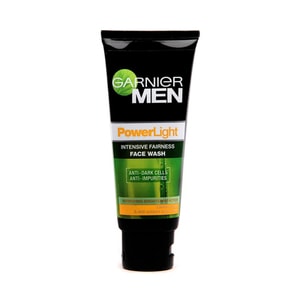 GARNIER
MEN
PowerLight
INTENSIVE FAIRNESS
FACE WASH
ANTI-DARK CELLS
ANTI-IMPURITIES